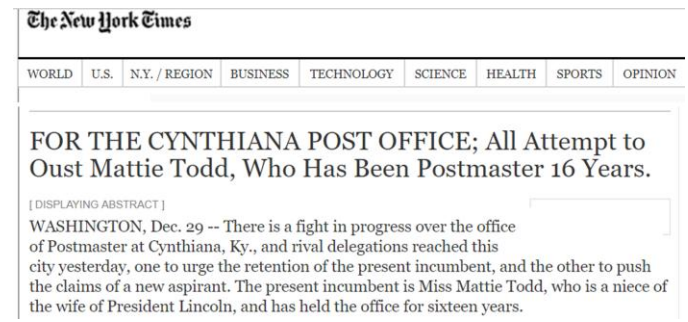 The New York Times
WORLD U.S. N.Y. / REGION BUSINESS TECHNOLOGY SCIENCE HEALTH SPORTS OPINION
FOR THE CYNTHIANA POST OFFICE; All Attempt to
Oust Mattie Todd, Who Has Been Postmaster 16 Years.
[ DISPLAYING ABSTRACT ]
WASHINGTON, Dec. 29 -- There is a fight in progress over the office
of Postmaster at Cynthiana, Ky., and rival delegations reached this
city yesterday, one to urge the retention of the present incumbent, and the other to push
the claims of a new aspirant. The present incumbent is Miss Mattie Todd, who is a niece of
the wife of President Lincoln, and has held the office for sixteen years.